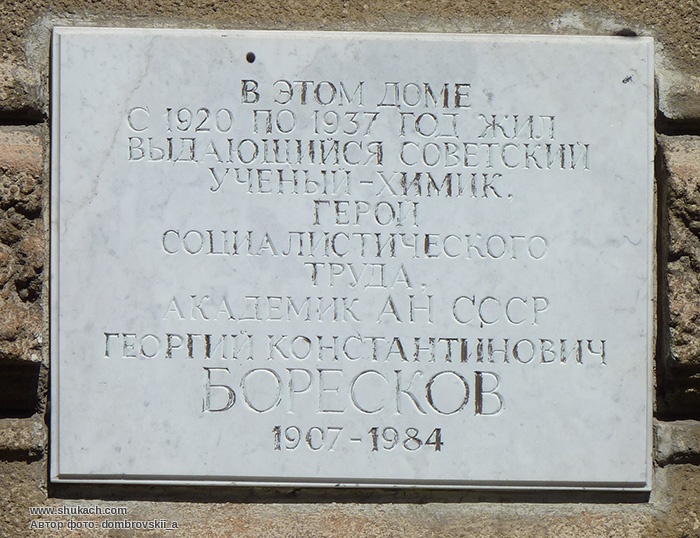 В ЭТОМ ДОМЕ
С 1920 ПО 1937 ГОД ЖИЛ
ВЫДАЮЩИЙСЯ СОВЕТСКИЙ
УЧЕНЫЙ-ХИМИК,
ГЕРОЙ
СОЦИАЛИСТИЧЕСКОГО
ТРУДА,
АКАДЕМИК АН СССР
ГЕОРГИЙ КОНСТАНТИНОВИЧ
БОРЕСКОВ
1907-1984
www.shukach.com
Автор фото: dombrovskii_a